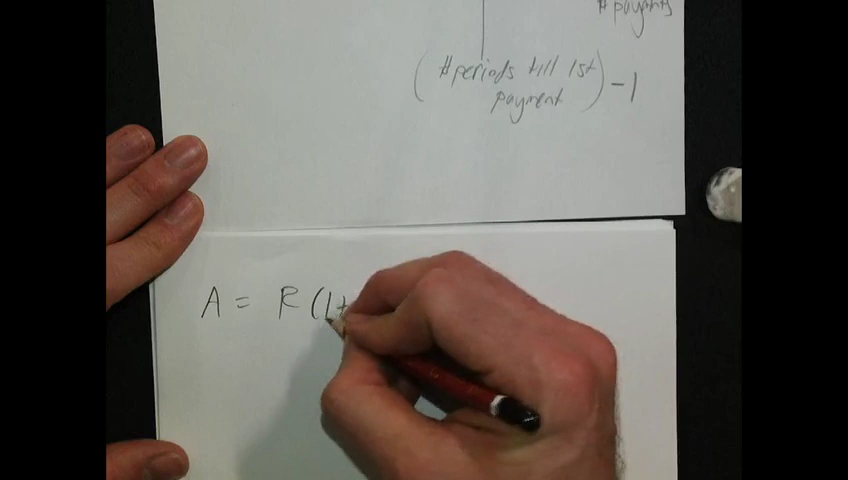 # payments
( # periods till 1st
payment ) - 1
A = R (1+